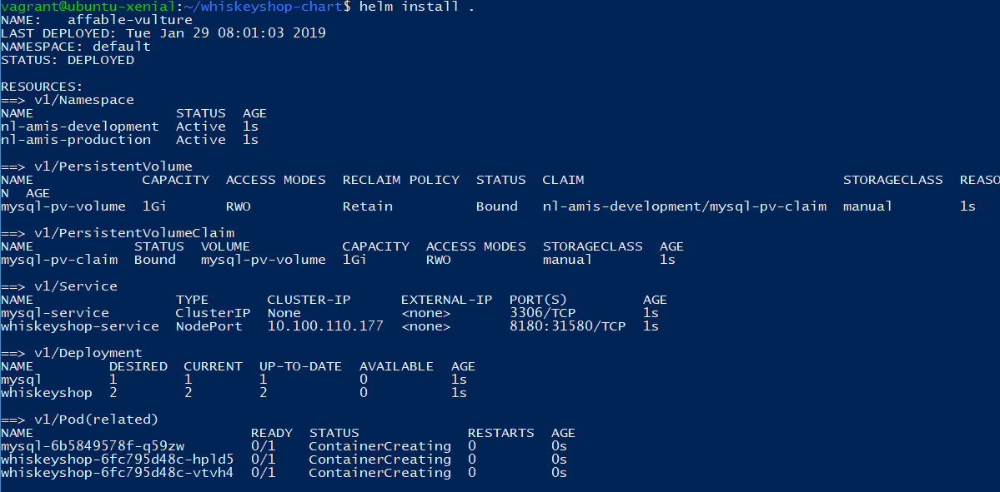 vagrant@ubuntu-xenial:~/whiskeyshop-chart$ helm install .
NAME:   affable-vulture
LAST DEPLOYED: Tue Jan 29 08:01:03 2019
NAMESPACE: default
STATUS: DEPLOYED
RESOURCES:
==> v1/Namespace
NAME                 STATUS  AGE
nl-amis-development  Active  1s
nl-amis-production   Active  1s
==> v1/PersistentVolume
NAME             CAPACITY  ACCESS MODES  RECLAIM POLICY  STATUS  CLAIM                               STORAGECLASS  REASO
N  AGE
mysql-pv-volume  1Gi       RWO           Retain          Bound   nl-amis-development/mysql-pv-claim  manual        1s
==> v1/PersistentVolumeClaim
NAME            STATUS  VOLUME           CAPACITY  ACCESS MODES  STORAGECLASS  AGE
mysql-pv-claim  Bound   mysql-pv-volume  1Gi       RWO           manual        1s
==> v1/Service
NAME                 TYPE       CLUSTER-IP      EXTERNAL-IP  PORT(S)         AGE
mysql-service        ClusterIP  None            <none>       3306/TCP        1s
whiskeyshop-service  NodePort   10.100.110.177  <none>       8180:31580/TCP  1s
==> v1/Deployment
NAME         DESIRED  CURRENT  UP-TO-DATE  AVAILABLE  AGE
mysql        1        1        1           0          1s
whiskeyshop  2        2        2           0          1s
==> v1/Pod(related)
NAME                          READY  STATUS             RESTARTS  AGE
mysql-6b5849578f-q59zw        0/1    ContainerCreating  0         0s
whiskeyshop-6fc795d48c-hpld5  0/1    ContainerCreating  0         0s
whiskeyshop-6fc795d48c-vtvh4  0/1    ContainerCreating  0         0s